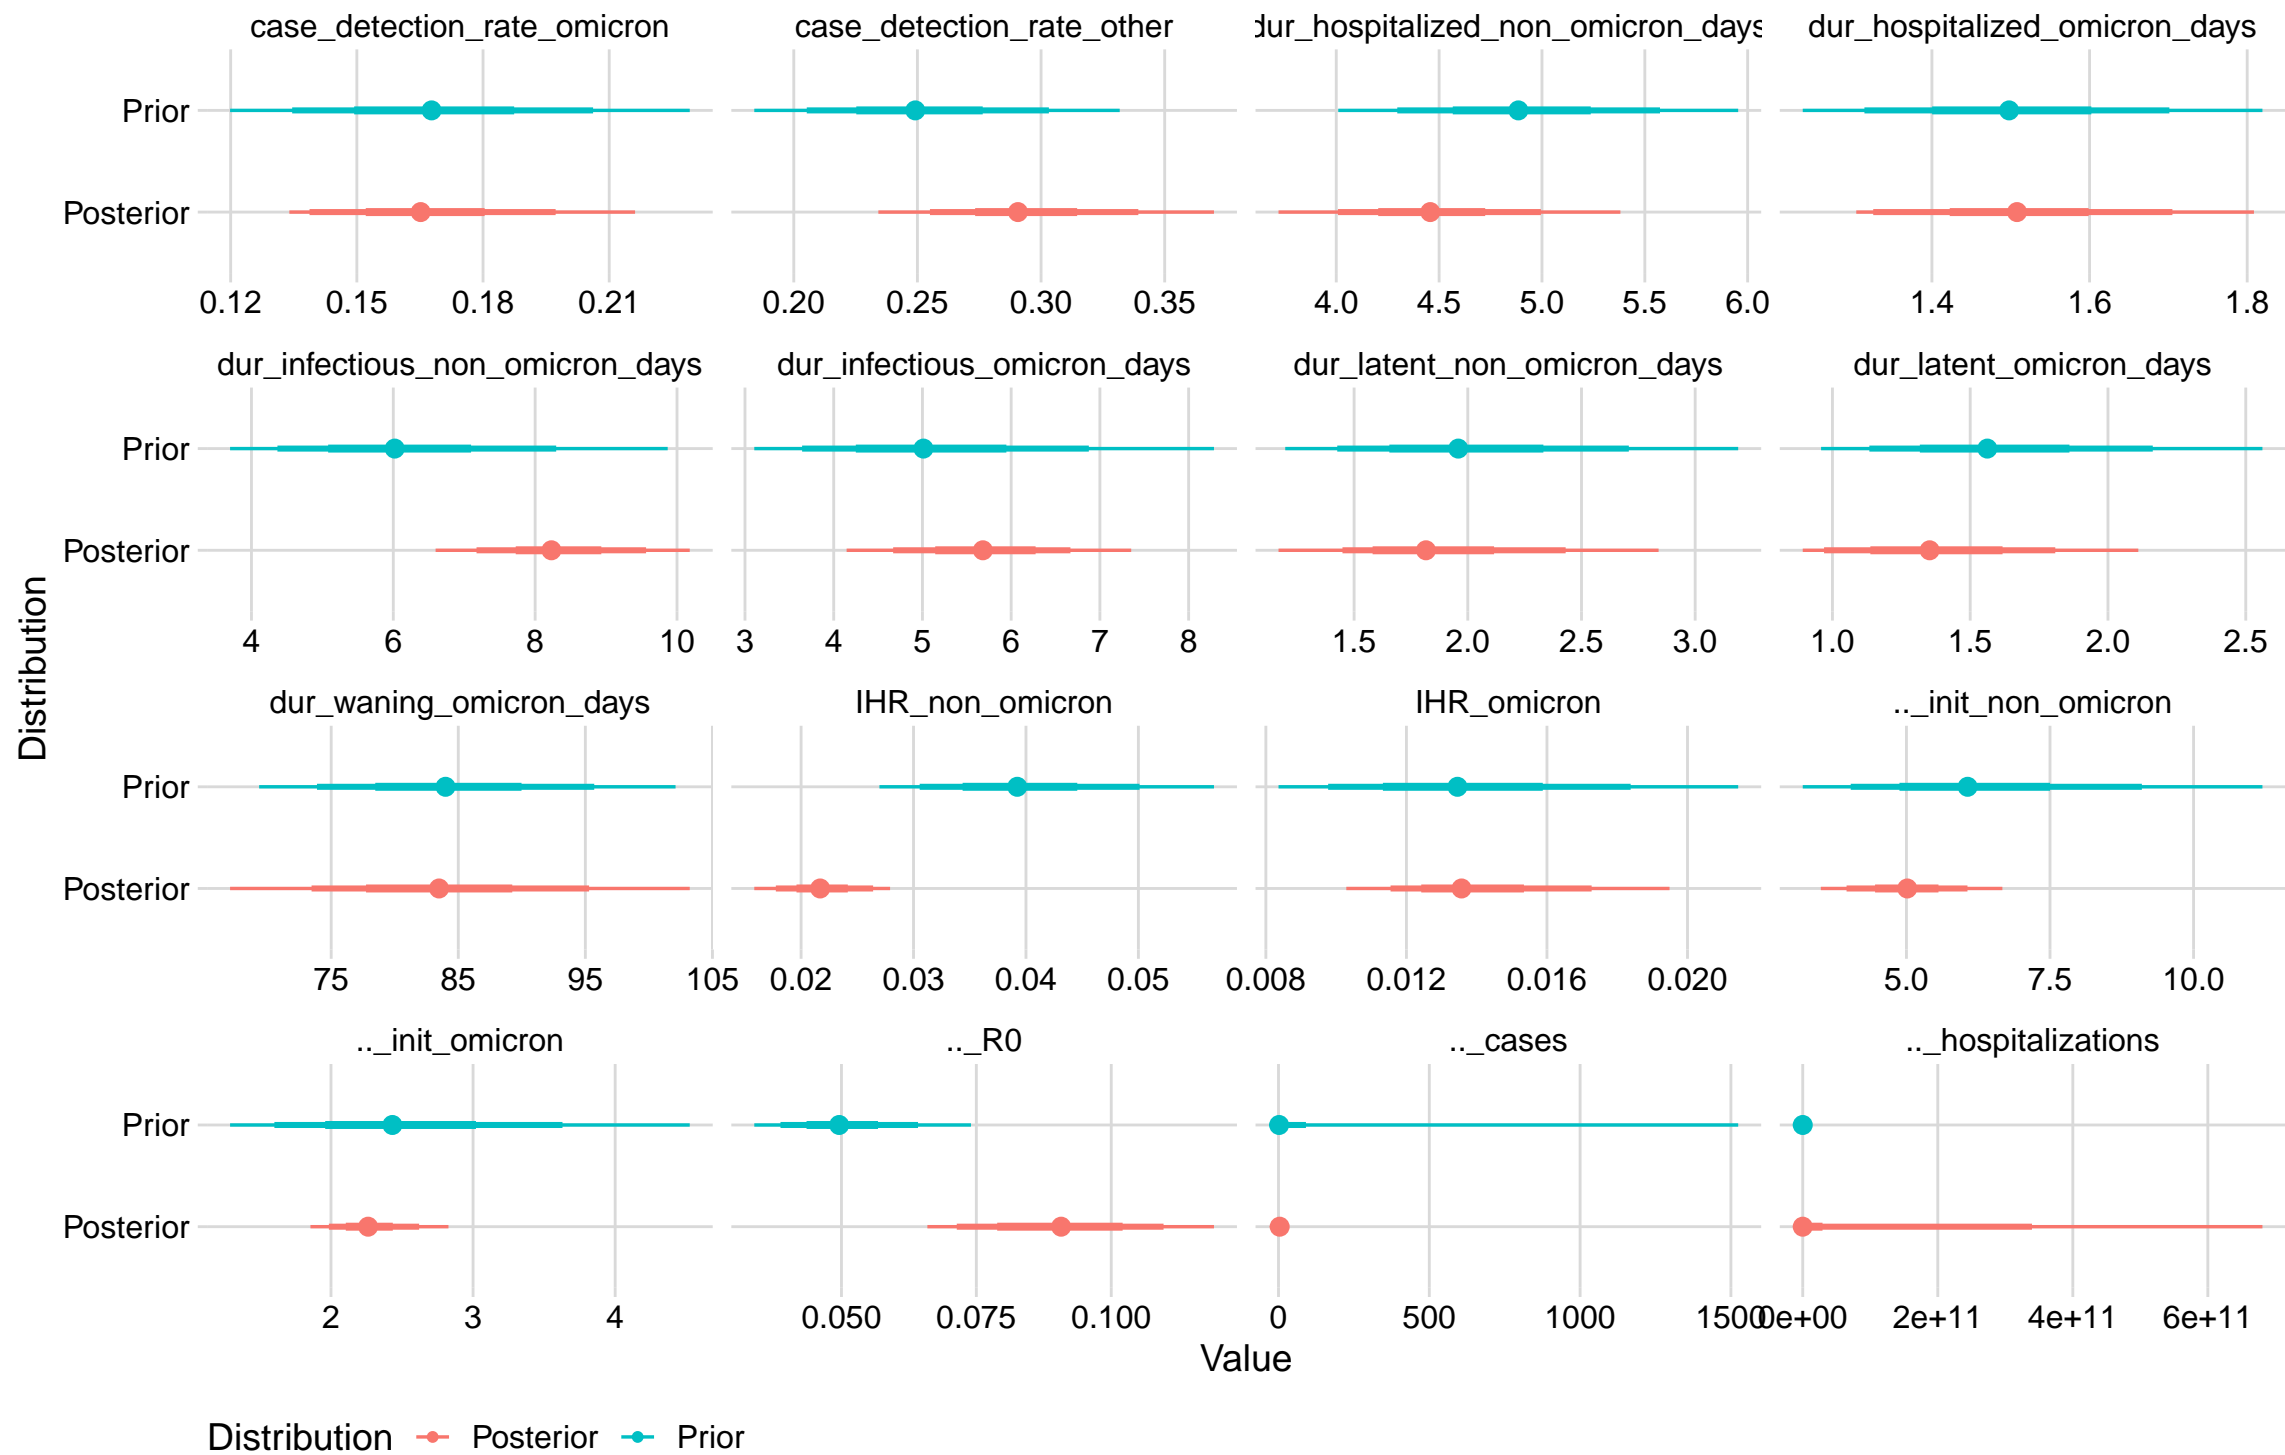 case_detection_rate_omicron case_detection_rate_other dur_hospitalized_non_omicron_days dur_hospitalized_omicron_days
Prior
Posterior
0.12 0.15 0.18 0.21 0.20 0.25 0.30 0.35 4.0 4.5 5.0 5.5 6.0 1.4 1.6 1.8
dur_infectious_non_omicron_days dur_infectious_omicron_days dur_latent_non_omicron_days dur_latent_omicron_days
Prior
Posterior
4 6 8 10 3 4 5 6 7 8 1.5 2.0 2.5 3.0 1.0 1.5 2.0 2.5
Distribution
dur_waning_omicron_days IHR_non_omicron IHR_omicron .._init_non_omicron
Prior
Posterior
75 85 95 105 0.02 0.03 0.04 0.05 0.008 0.012 0.016 0.020 5.0 7.5 10.0
.._init_omicron .._R0 .._cases .._hospitalizations
Prior
Posterior
2 3 4 0.050 0.075 0.100 0 500 1000 1500 0e+00 2e+11 4e+11 6e+11
Value
Distribution Posterior Prior